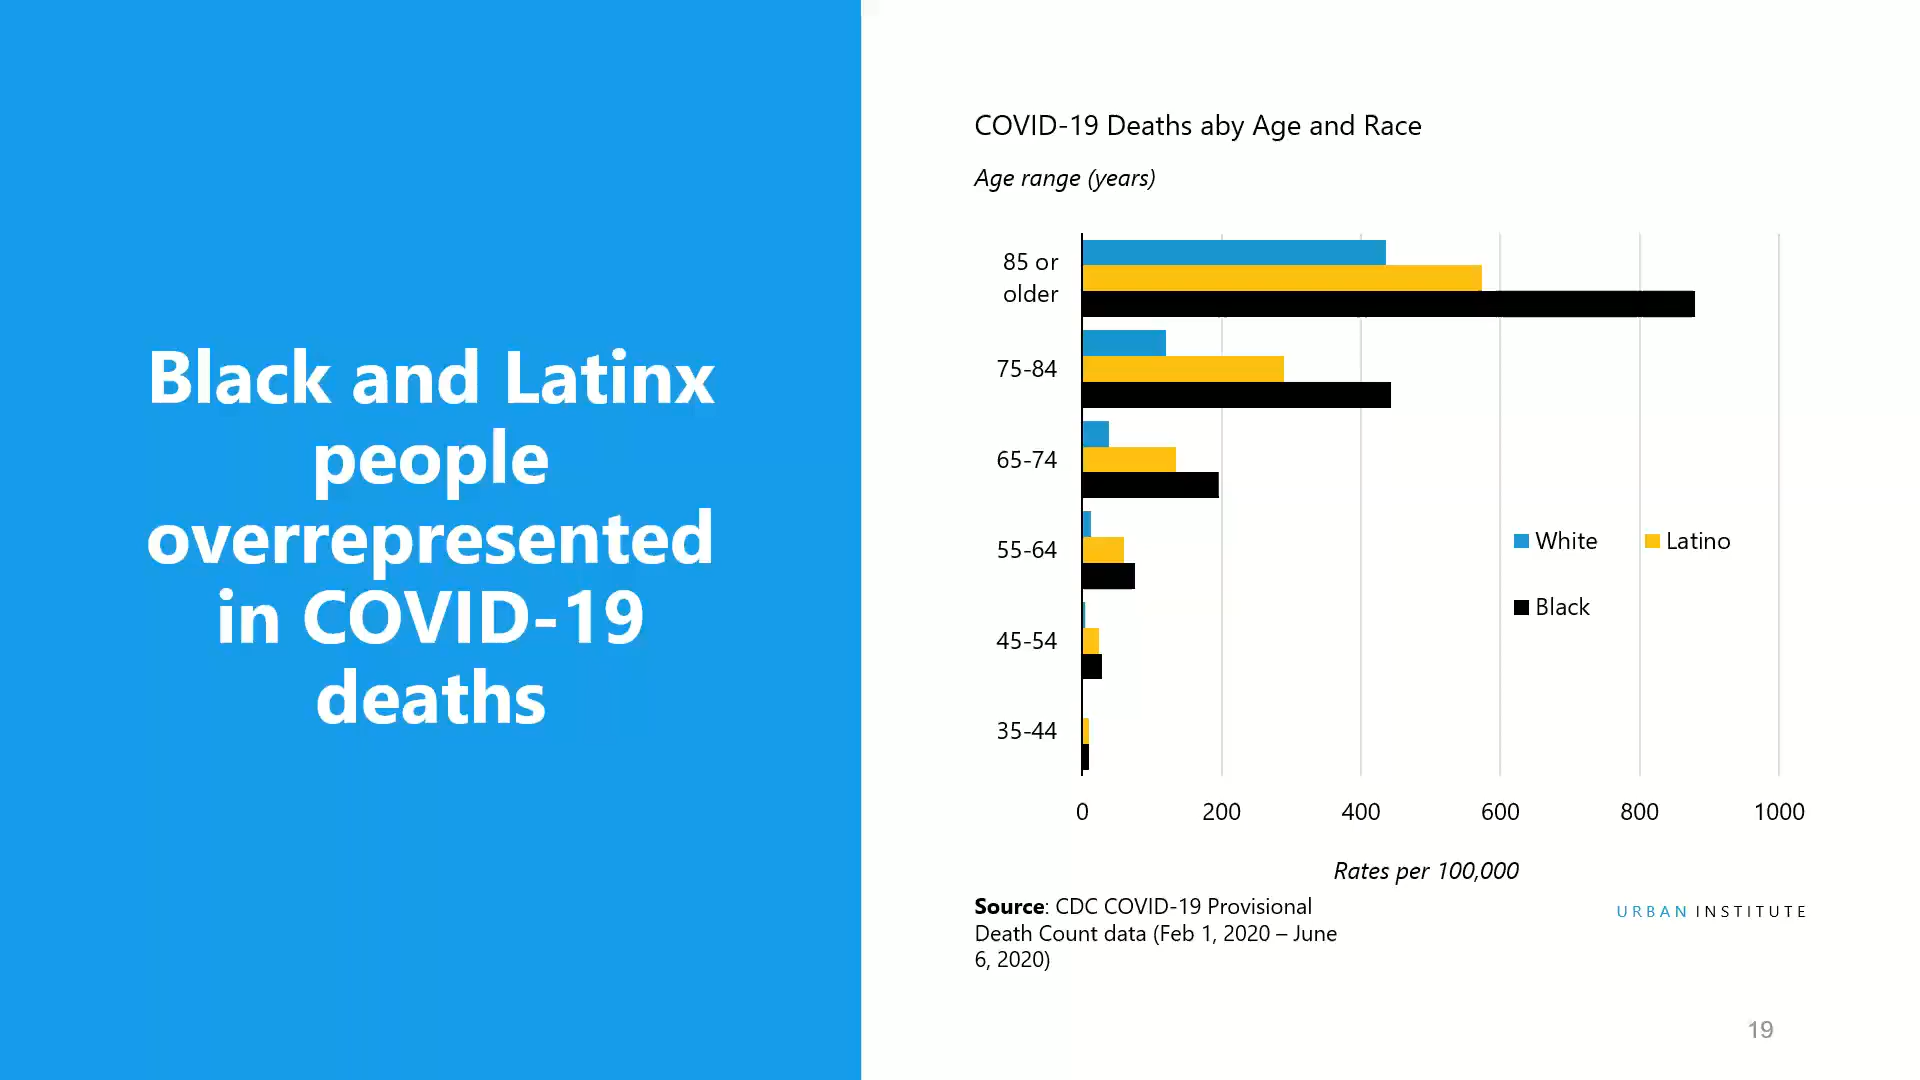 Black and Latinx
people
overrepresented
in COVID-19
deaths
COVID-19 Deaths aby Age and Race
Age range (years)
85 or
older
75-84
65-74
55-64
45-54
35-44
White
Latino
Black
0 200 400 600 800 1000
Rates per 100,000
Source: CDC COVID-19 Provisional
Death Count data (Feb 1, 2020 – June
6, 2020)
URBAN INSTITUTE
19